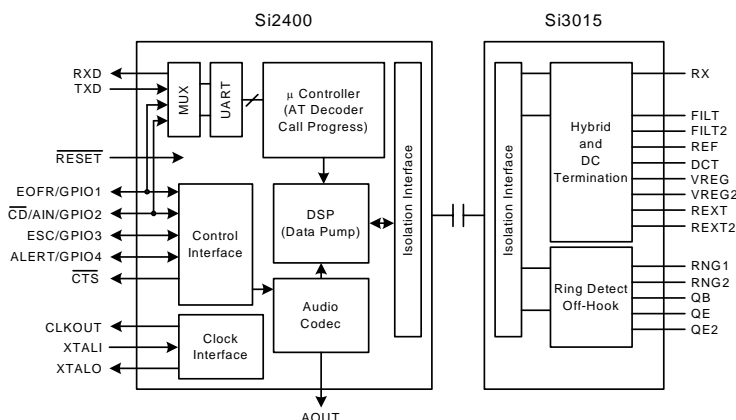 Si2400
Si3015
RXD
TXD
RESET
EOFR/GPIO1
CD/AIN/GPIO2
ESC/GPIO3
ALERT/GPIO4
CTS
CLKOUT
XTALI
XTALO
MUX
UART
μ Controller
(AT Decoder
Call Progress)
Control
Interface
DSP
(Data Pump)
Clock
Interface
Audio
Codec
AOUT
Isolation Interface
Isolation Interface
Hybrid
and
DC
Termination
Ring Detect
Off-Hook
RX
FILT
FILT2
REF
DCT
VREG
VREG2
REXT
REXT2
RNG1
RNG2
QB
QE
QE2